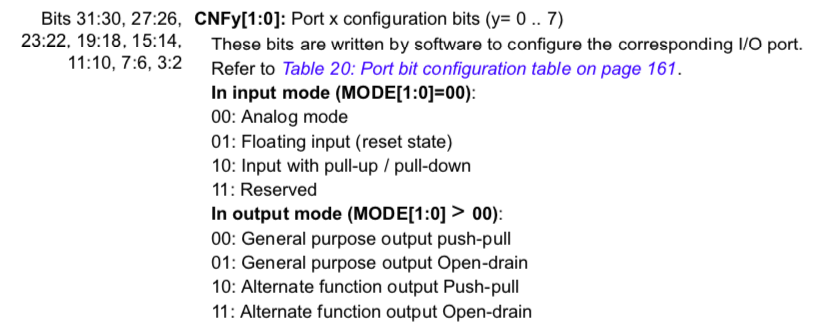 Bits 31:30, 27:26, CNFy[1:0]: Port x configuration bits (y= 0 .. 7)
23:22, 19:18, 15:14, These bits are written by software to configure the corresponding I/O port.
11:10, 7:6, 3:2 Refer to Table 20: Port bit configuration table on page 161.
In input mode (MODE[1:0]=00):
00: Analog mode
01: Floating input (reset state)
10: Input with pull-up / pull-down
11: Reserved
In output mode (MODE[1:0] > 00):
00: General purpose output push-pull
01: General purpose output Open-drain
10: Alternate function output Push-pull
11: Alternate function output Open-drain